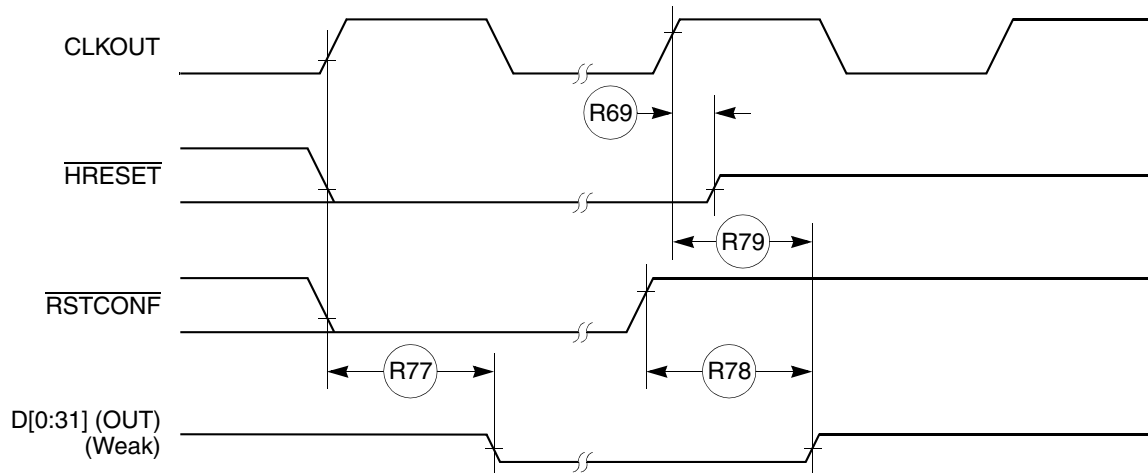 CLKOUT
R69
HRESET
R79
RSTCONF
R77
R78
D[0:31] (OUT)
(Weak)